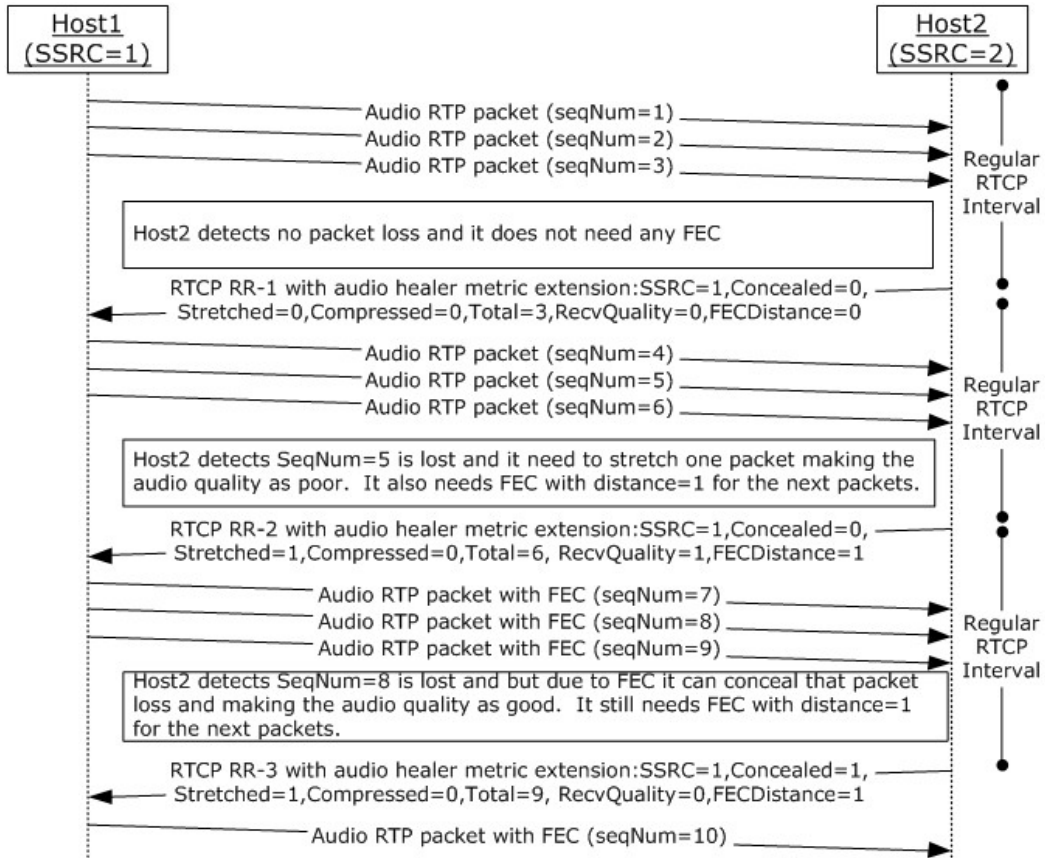 Host1
(SSRC=1)
Host2
(SSRC=2)
Audio RTP packet (seqNum=1)
Audio RTP packet (seqNum=2)
Audio RTP packet (seqNum=3)
Regular
RTCP
Interval
Host2 detects no packet loss and it does not need any FEC
RTCP RR-1 with audio healer metric extension:SSRC=1,Concealed=0,
Stretched=0,Compressed=0,Total=3,RecvQuality=0,FECDistance=0
Audio RTP packet (seqNum=4)
Audio RTP packet (seqNum=5)
Audio RTP packet (seqNum=6)
Regular
RTCP
Interval
Host2 detects SeqNum=5 is lost and it need to stretch one packet making the
audio quality as poor.  It also needs FEC with distance=1 for the next packets.
RTCP RR-2 with audio healer metric extension:SSRC=1,Concealed=0,
Stretched=1,Compressed=0,Total=6, RecvQuality=1,FECDistance=1
Audio RTP packet with FEC (seqNum=7)
Audio RTP packet with FEC (seqNum=8)
Audio RTP packet with FEC (seqNum=9)
Regular
RTCP
Interval
Host2 detects SeqNum=8 is lost and but due to FEC it can conceal that packet
loss and making the audio quality as good.  It still needs FEC with distance=1
for the next packets.
RTCP RR-3 with audio healer metric extension:SSRC=1,Concealed=1,
Stretched=1,Compressed=0,Total=9, RecvQuality=0,FECDistance=1
Audio RTP packet with FEC (seqNum=10)